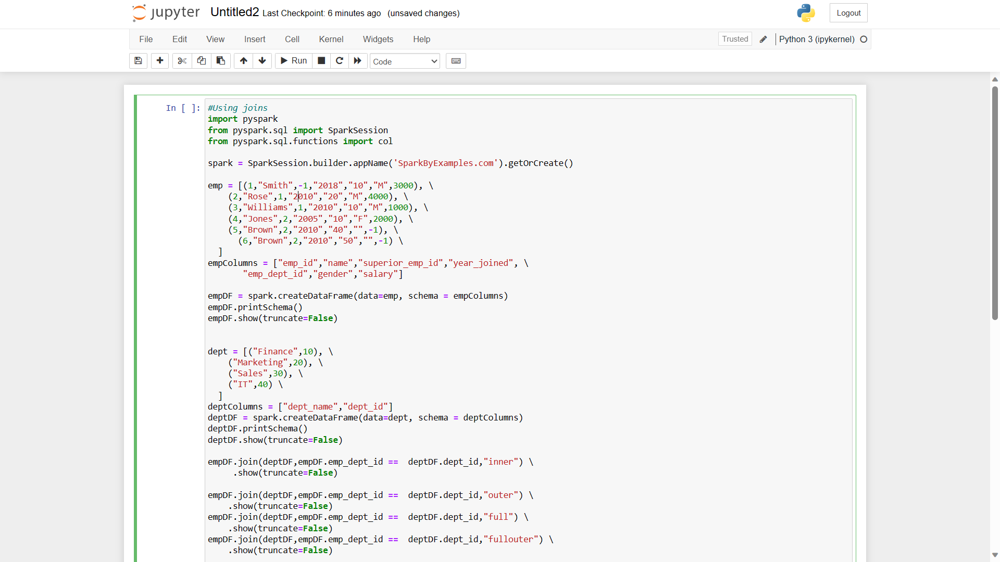 jupyter Untitled2 Last Checkpoint: 6 minutes ago (unsaved changes) Logout
File Edit View Insert Cell Kernel Widgets Help Trusted Python 3 (ipykernel)
Run Code
In [ ]: #Using joins
import pyspark
from pyspark.sql import SparkSession
from pyspark.sql.functions import col
spark = SparkSession.builder.appName('SparkByExamples.com').getOrCreate()
emp = [(1,"Smith",-1,"2018","10","M",3000), \
    (2,"Rose",1,"2010","20","M",4000), \
    (3,"Williams",1,"2010","10","M",1000), \
    (4,"Jones",2,"2005","10","F",2000), \
    (5,"Brown",2,"2010","40","",-1), \
      (6,"Brown",2,"2010","50","",-1) \
  ]
empColumns = ["emp_id","name","superior_emp_id","year_joined", \
       "emp_dept_id","gender","salary"]
empDF = spark.createDataFrame(data=emp, schema = empColumns)
empDF.printSchema()
empDF.show(truncate=False)
dept = [("Finance",10), \
    ("Marketing",20), \
    ("Sales",30), \
    ("IT",40) \
  ]
deptColumns = ["dept_name","dept_id"]
deptDF = spark.createDataFrame(data=dept, schema = deptColumns)
deptDF.printSchema()
deptDF.show(truncate=False)
empDF.join(deptDF,empDF.emp_dept_id ==  deptDF.dept_id,"inner") \
     .show(truncate=False)
empDF.join(deptDF,empDF.emp_dept_id ==  deptDF.dept_id,"outer") \
    .show(truncate=False)
empDF.join(deptDF,empDF.emp_dept_id ==  deptDF.dept_id,"full") \
    .show(truncate=False)
empDF.join(deptDF,empDF.emp_dept_id ==  deptDF.dept_id,"fullouter") \
    .show(truncate=False)